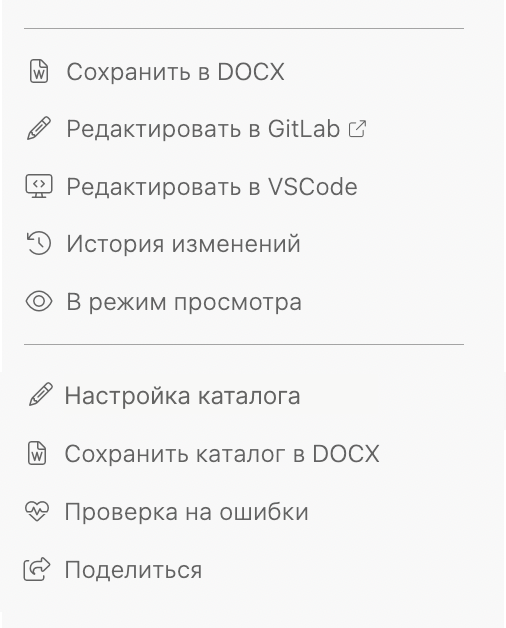 Сохранить в DOCX
Редактировать в GitLab
Редактировать в VSCode
История изменений
В режим просмотра
Настройка каталога
Сохранить каталог в DOCX
Проверка на ошибки
Поделиться